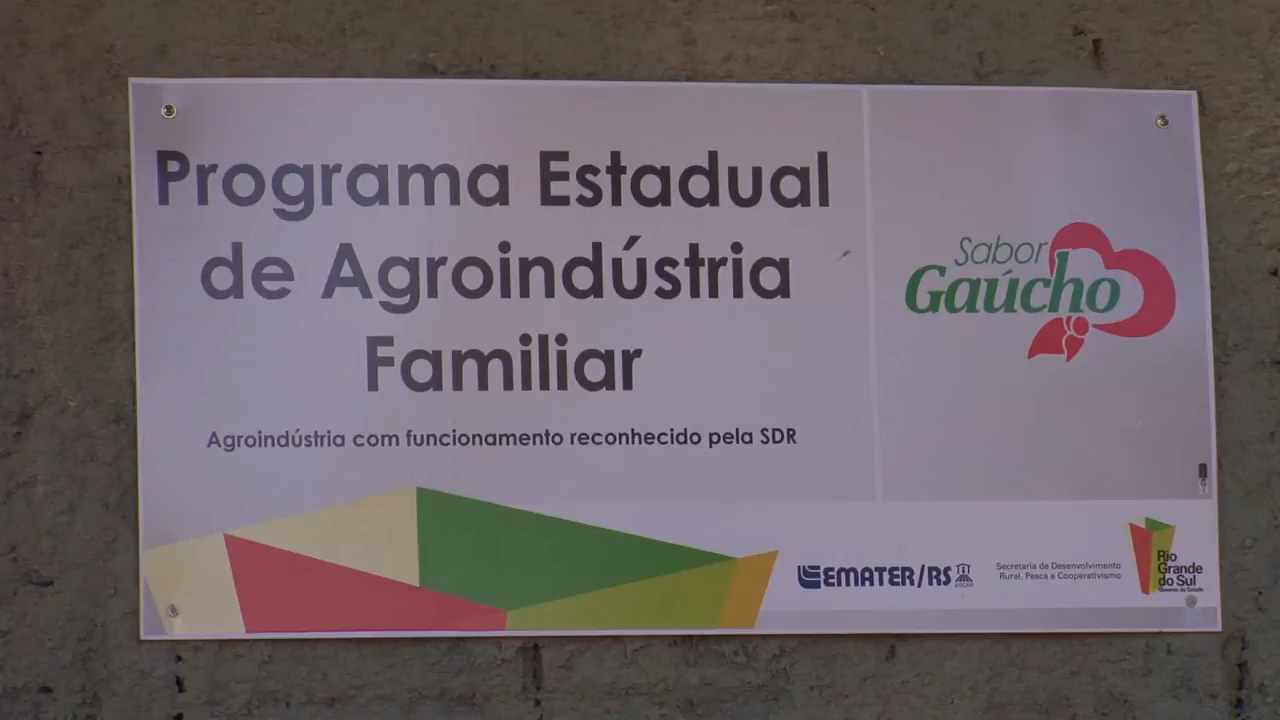 Programa Estadual
de Agroindústria
Familiar
Agroindústria com funcionamento reconhecido pela SDR
Sabor
Gaúcho
EMATER/RS
ASCAR
Secretaria de Desenvolvimento
Rural, Pesca e Cooperativismo
Rio
Grande
do Sul
Governo do Estado